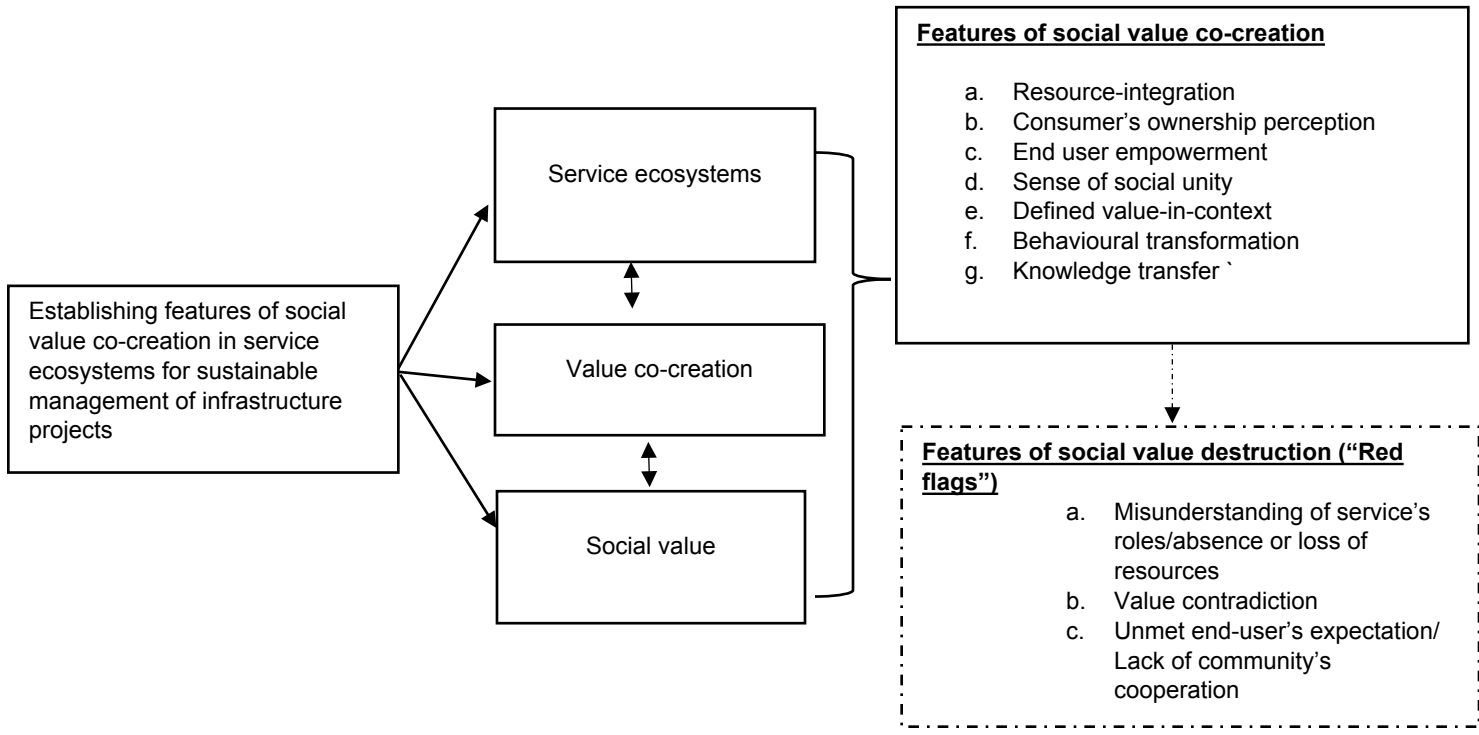 Establishing features of social
value co-creation in service
ecosystems for sustainable
management of infrastructure
projects
Service ecosystems
Value co-creation
Social value
Features of social value co-creation
a. Resource-integration
b. Consumer’s ownership perception
c. End user empowerment
d. Sense of social unity
e. Defined value-in-context
f. Behavioural transformation
g. Knowledge transfer `
Features of social value destruction (“Red
flags”)
a. Misunderstanding of service’s
roles/absence or loss of
resources
b. Value contradiction
c. Unmet end-user’s expectation/
Lack of community’s
cooperation